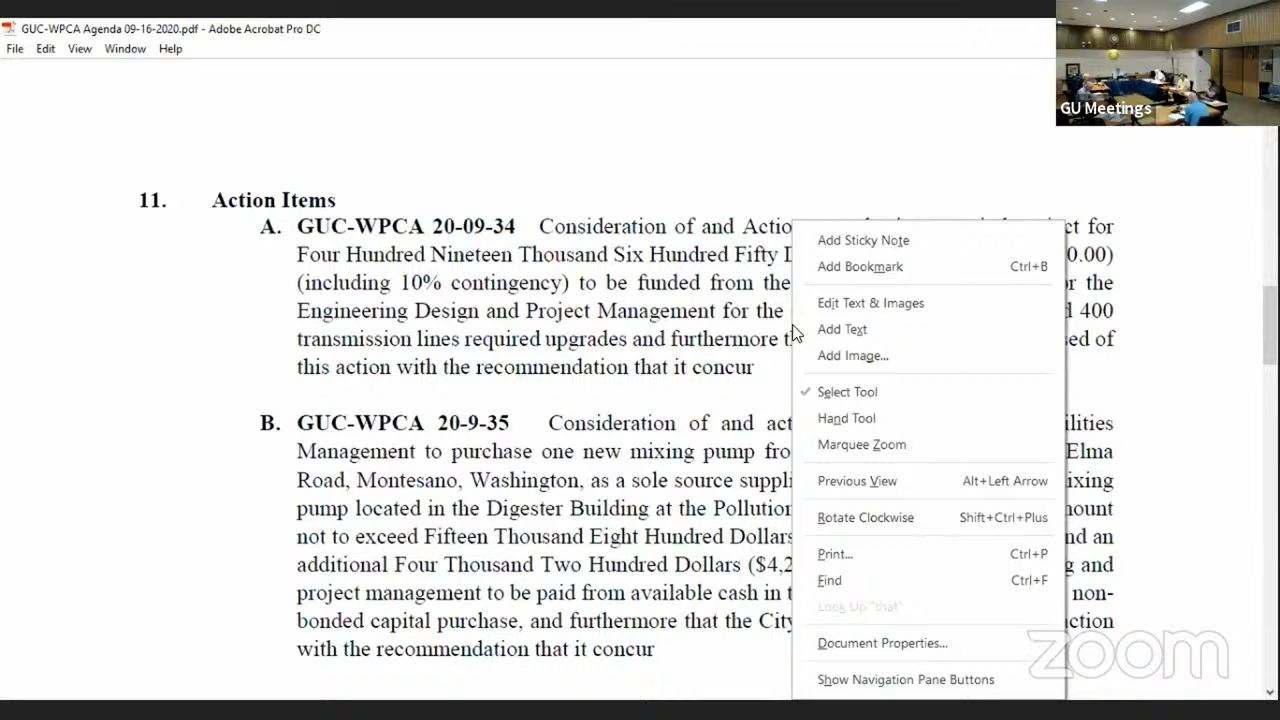 GUC-WPCA Agenda 09-16-2020.pdf - Adobe Acrobat Pro DC
File Edit View Window Help
GU Meetings
11. Action Items
A. GUC-WPCA 20-09-34 Consideration of and Actio ct for
Four Hundred Nineteen Thousand Six Hundred Fifty D 0.00)
(including 10% contingency) to be funded from the or the
Engineering Design and Project Management for the d 400
transmission lines required upgrades and furthermore t sed of
this action with the recommendation that it concur
B. GUC-WPCA 20-9-35 Consideration of and act ilities
Management to purchase one new mixing pump fro Elma
Road, Montesano, Washington, as a sole source suppli ixing
pump located in the Digester Building at the Pollution mount
not to exceed Fifteen Thousand Eight Hundred Dollars nd an
additional Four Thousand Two Hundred Dollars ($4,2 g and
project management to be paid from available cash in t non-
bonded capital purchase, and furthermore that the City ction
with the recommendation that it concur
Add Sticky Note
Add Bookmark Ctrl+B
Edit Text & Images
Add Text
Add Image...
Select Tool
Hand Tool
Marquee Zoom
Previous View Alt+Left Arrow
Rotate Clockwise Shift+Ctrl+Plus
Print... Ctrl+P
Find Ctrl+F
Look Up "that"
Document Properties...
Show Navigation Pane Buttons
zoom